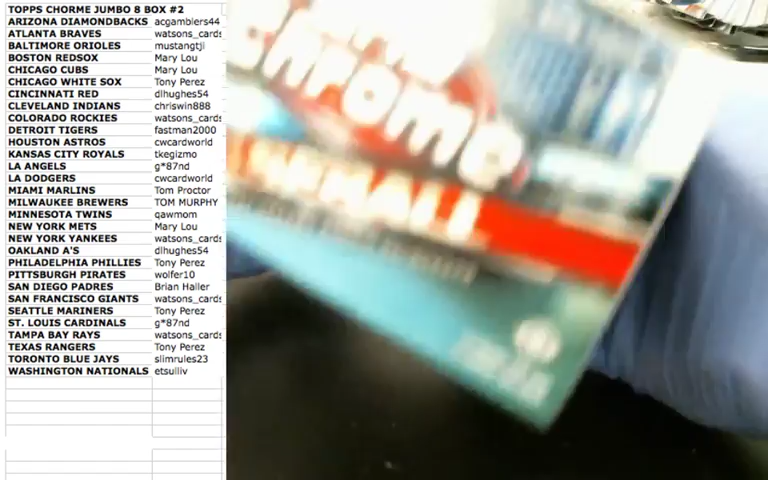 TOPPS CHORME JUMBO 8 BOX #2
ARIZONA DIAMONDBACKS acgamblers44
ATLANTA BRAVES watsons_cards
BALTIMORE ORIOLES mustangtji
BOSTON REDSOX Mary Lou
CHICAGO CUBS Mary Lou
CHICAGO WHITE SOX Tony Perez
CINCINNATI RED dlhughes54
CLEVELAND INDIANS chriswin888
COLORADO ROCKIES watsons_cards
DETROIT TIGERS fastman2000
HOUSTON ASTROS cwcardworld
KANSAS CITY ROYALS tkegizmo
LA ANGELS g*87nd
LA DODGERS cwcardworld
MIAMI MARLINS Tom Proctor
MILWAUKEE BREWERS TOM MURPHY
MINNESOTA TWINS qawmom
NEW YORK METS Mary Lou
NEW YORK YANKEES watsons_cards
OAKLAND A'S dlhughes54
PHILADELPHIA PHILLIES Tony Perez
PITTSBURGH PIRATES wolfer10
SAN DIEGO PADRES Brian Haller
SAN FRANCISCO GIANTS watsons_cards
SEATTLE MARINERS Tony Perez
ST. LOUIS CARDINALS g*87nd
TAMPA BAY RAYS watsons_cards
TEXAS RANGERS Tony Perez
TORONTO BLUE JAYS slimrules23
WASHINGTON NATIONALS etsulliv
chrome